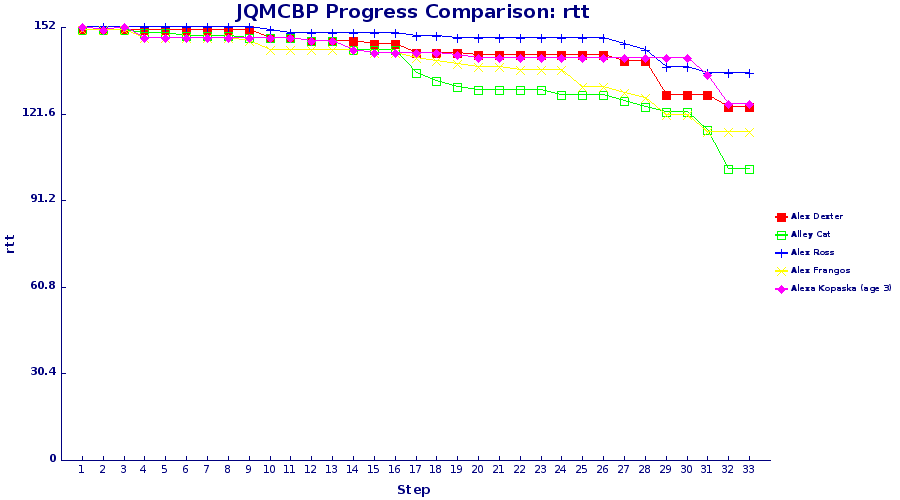 JQMCBP Progress Comparison: rtt
152
121.6
91.2
60.8
30.4
0
rtt
1 2 3 4 5 6 7 8 9 10 11 12 13 14 15 16 17 18 19 20 21 22 23 24 25 26 27 28 29 30 31 32 33
Step
Alex Dexter
Alley Cat
Alex Ross
Alex Frangos
Alexa Kopaska (age 3)